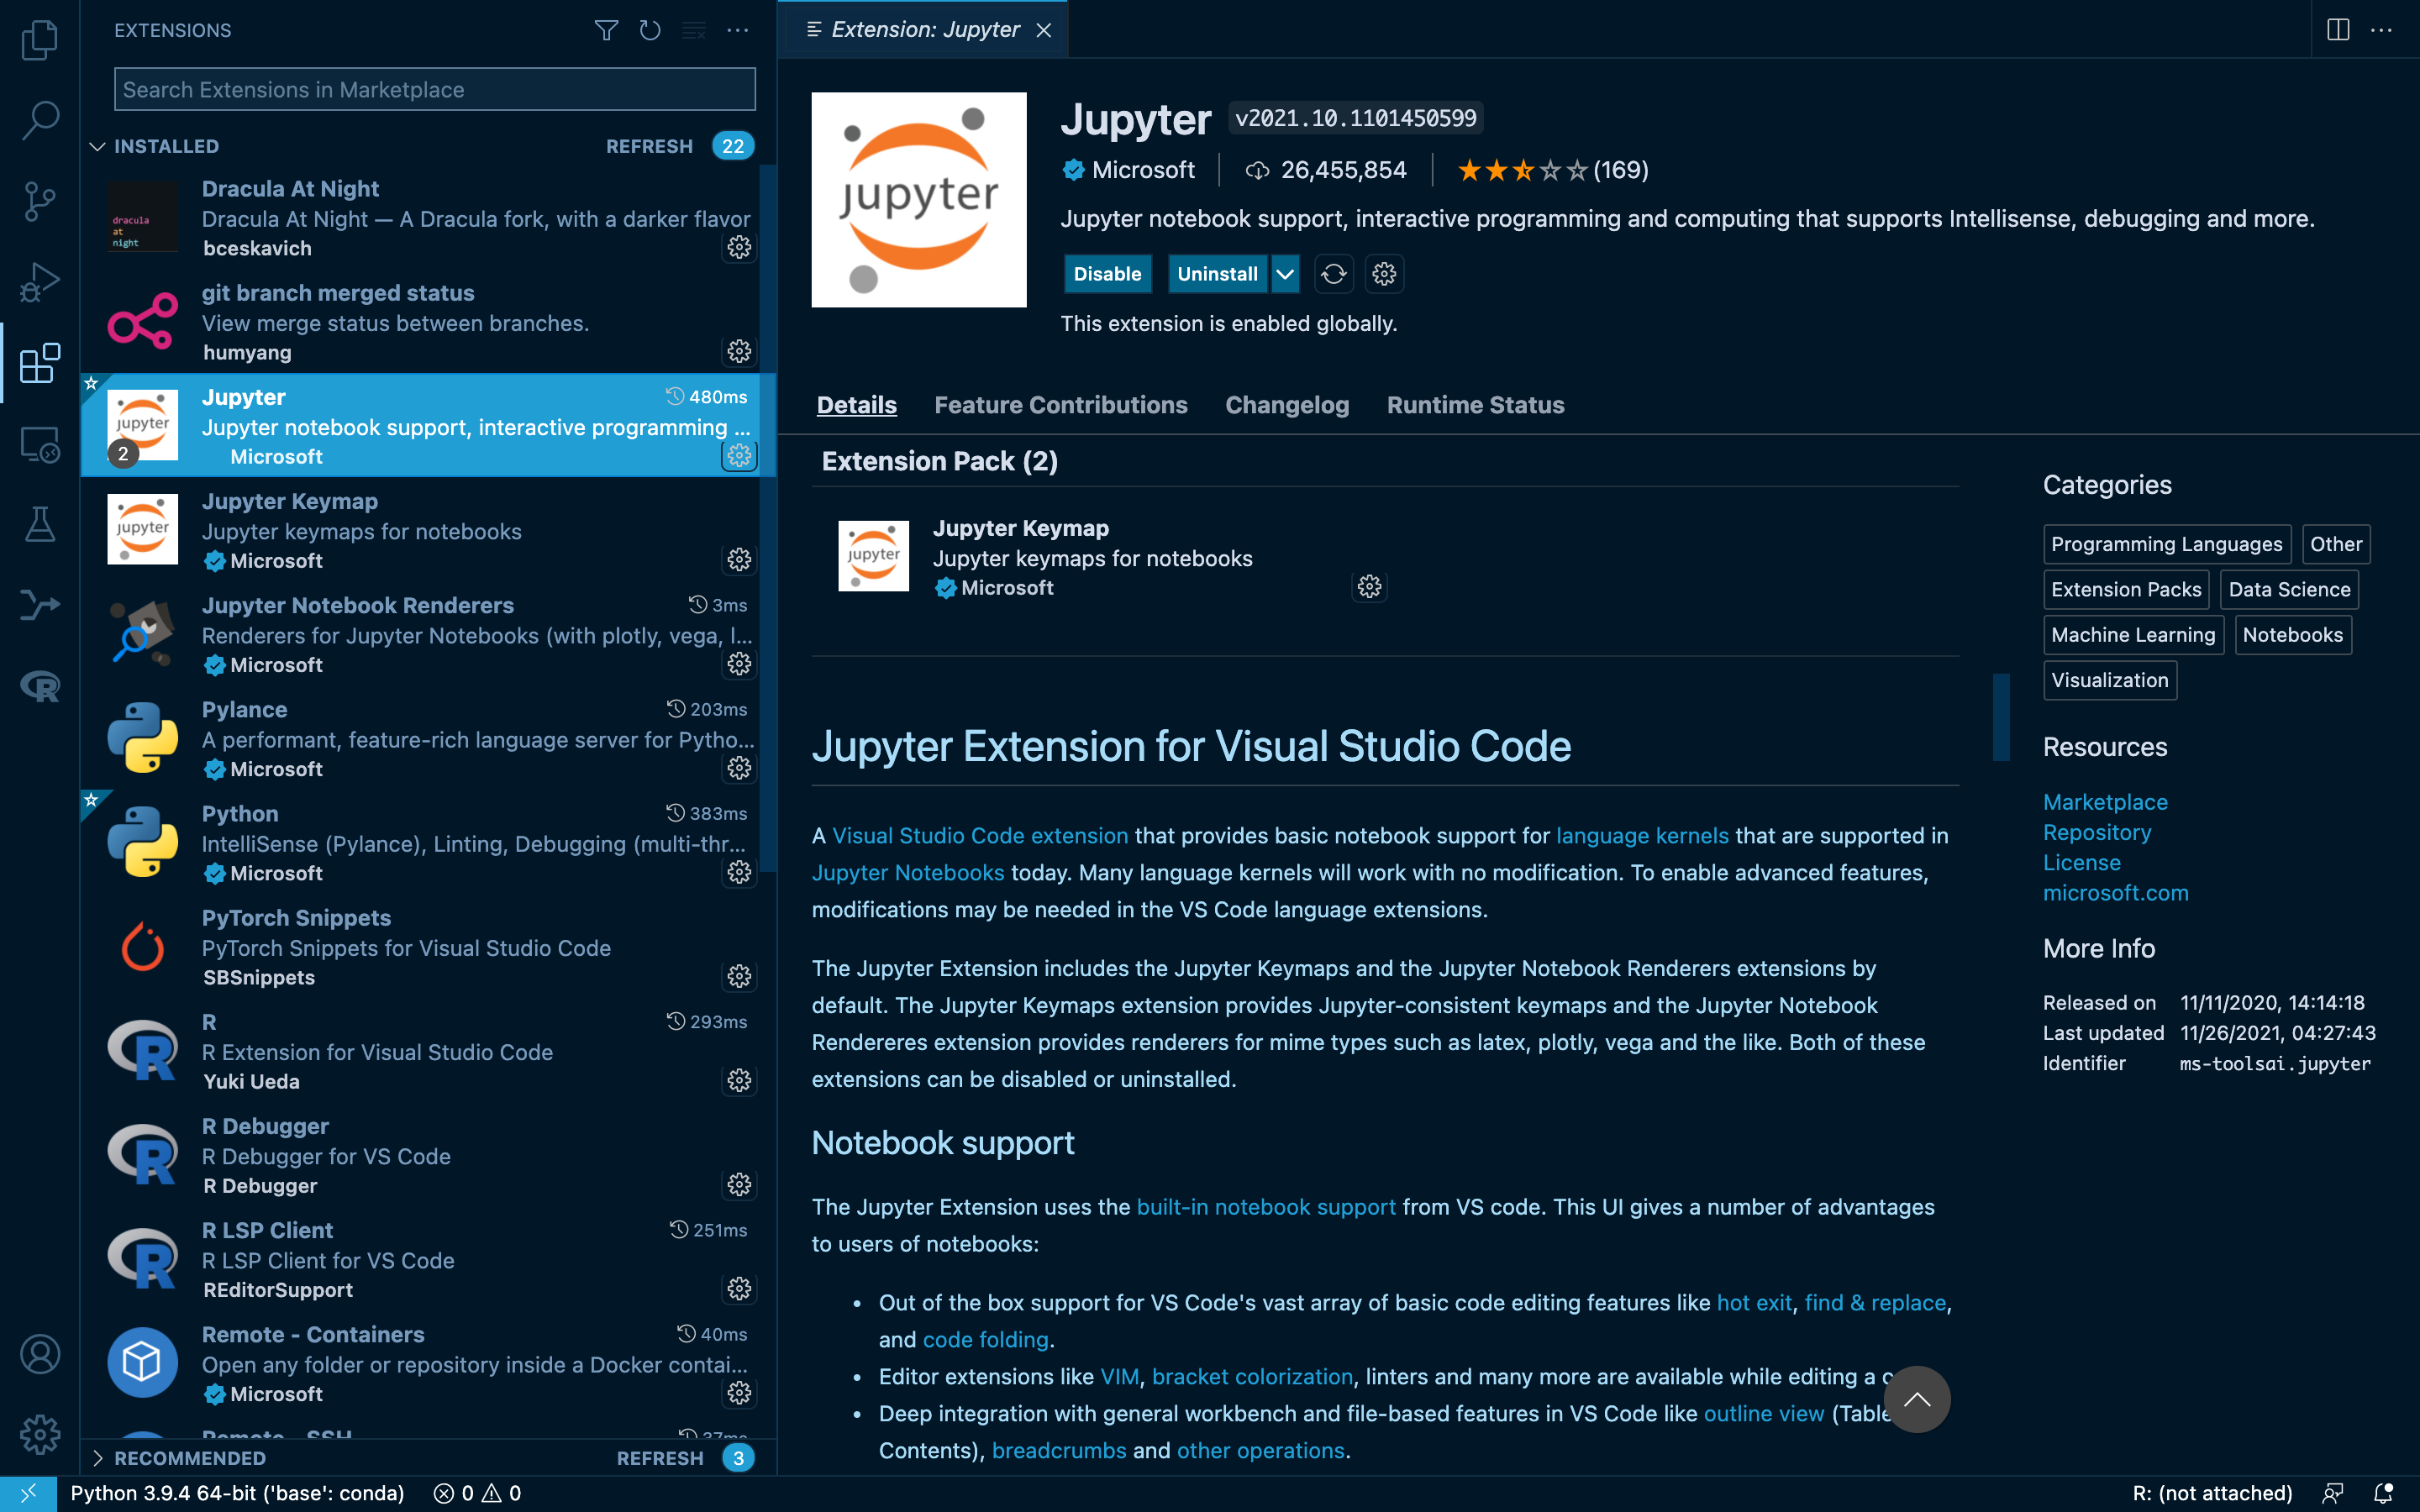 EXTENSIONS
Search Extensions in Marketplace
INSTALLED REFRESH 22
dracula
at
night
Dracula At Night
Dracula At Night — A Dracula fork, with a darker flavor
bceskavich
git branch merged status
View merge status between branches.
humyang
jupyter
2
Jupyter 480ms
Jupyter notebook support, interactive programming ...
Microsoft
jupyter
Jupyter Keymap
Jupyter keymaps for notebooks
Microsoft
Jupyter Notebook Renderers 3ms
Renderers for Jupyter Notebooks (with plotly, vega, l...
Microsoft
Pylance 203ms
A performant, feature-rich language server for Pytho...
Microsoft
Python 383ms
IntelliSense (Pylance), Linting, Debugging (multi-thr...
Microsoft
PyTorch Snippets
PyTorch Snippets for Visual Studio Code
SBSnippets
R 293ms
R Extension for Visual Studio Code
Yuki Ueda
R Debugger
R Debugger for VS Code
R Debugger
R LSP Client 251ms
R LSP Client for VS Code
REditorSupport
Remote - Containers 40ms
Open any folder or repository inside a Docker contai...
Microsoft
Remote - SSH 37ms
RECOMMENDED REFRESH 3
Extension: Jupyter
jupyter
Jupyter v2021.10.1101450599
Microsoft 26,455,854 (169)
Jupyter notebook support, interactive programming and computing that supports Intellisense, debugging and more.
Disable Uninstall
This extension is enabled globally.
Details Feature Contributions Changelog Runtime Status
Extension Pack (2)
jupyter
Jupyter Keymap
Jupyter keymaps for notebooks
Microsoft
Jupyter Extension for Visual Studio Code
A Visual Studio Code extension that provides basic notebook support for language kernels that are supported in
Jupyter Notebooks today. Many language kernels will work with no modification. To enable advanced features,
modifications may be needed in the VS Code language extensions.
The Jupyter Extension includes the Jupyter Keymaps and the Jupyter Notebook Renderers extensions by
default. The Jupyter Keymaps extension provides Jupyter-consistent keymaps and the Jupyter Notebook
Rendereres extension provides renderers for mime types such as latex, plotly, vega and the like. Both of these
extensions can be disabled or uninstalled.
Notebook support
The Jupyter Extension uses the built-in notebook support from VS code. This UI gives a number of advantages
to users of notebooks:
• Out of the box support for VS Code's vast array of basic code editing features like hot exit, find & replace,
and code folding.
• Editor extensions like VIM, bracket colorization, linters and many more are available while editing a c
• Deep integration with general workbench and file-based features in VS Code like outline view (Table
Contents), breadcrumbs and other operations.
Categories
Programming Languages Other
Extension Packs Data Science
Machine Learning Notebooks
Visualization
Resources
Marketplace
Repository
License
microsoft.com
More Info
Released on 11/11/2020, 14:14:18
Last updated 11/26/2021, 04:27:43
Identifier ms-toolsai.jupyter
Python 3.9.4 64-bit ('base': conda) 0 0 R: (not attached)